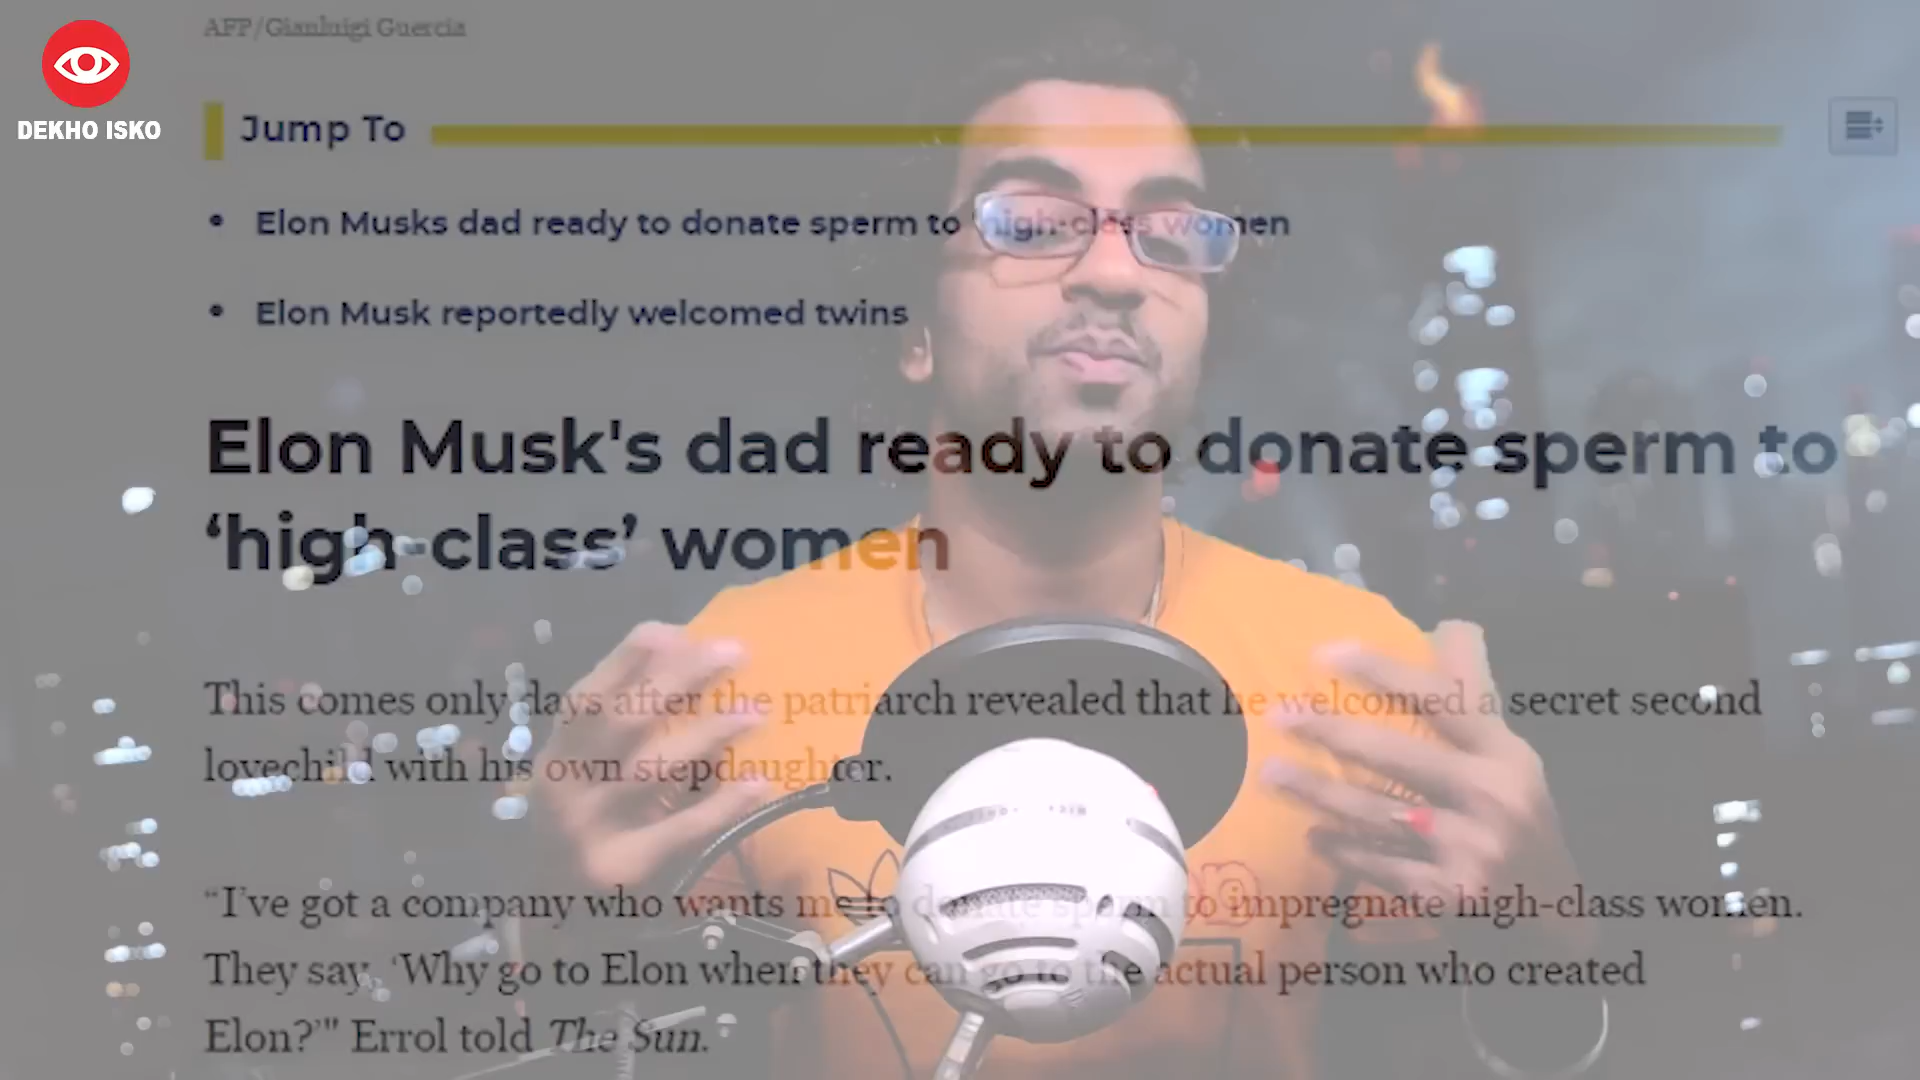 AFP/Gianluigi Guercia
DEKHO ISKO
Jump To
Elon Musks dad ready to donate sperm to 'high-class women
Elon Musk reportedly welcomed twins
Elon Musk's dad ready to donate sperm to
‘high-class’ women
This comes only days after the patriarch revealed that he welcomed a secret second
lovechild with his own stepdaughter.
“I’ve got a company who wants me to donate sperm to impregnate high-class women.
They say, ‘Why go to Elon when they can go to the actual person who created
Elon?’" Errol told The Sun.